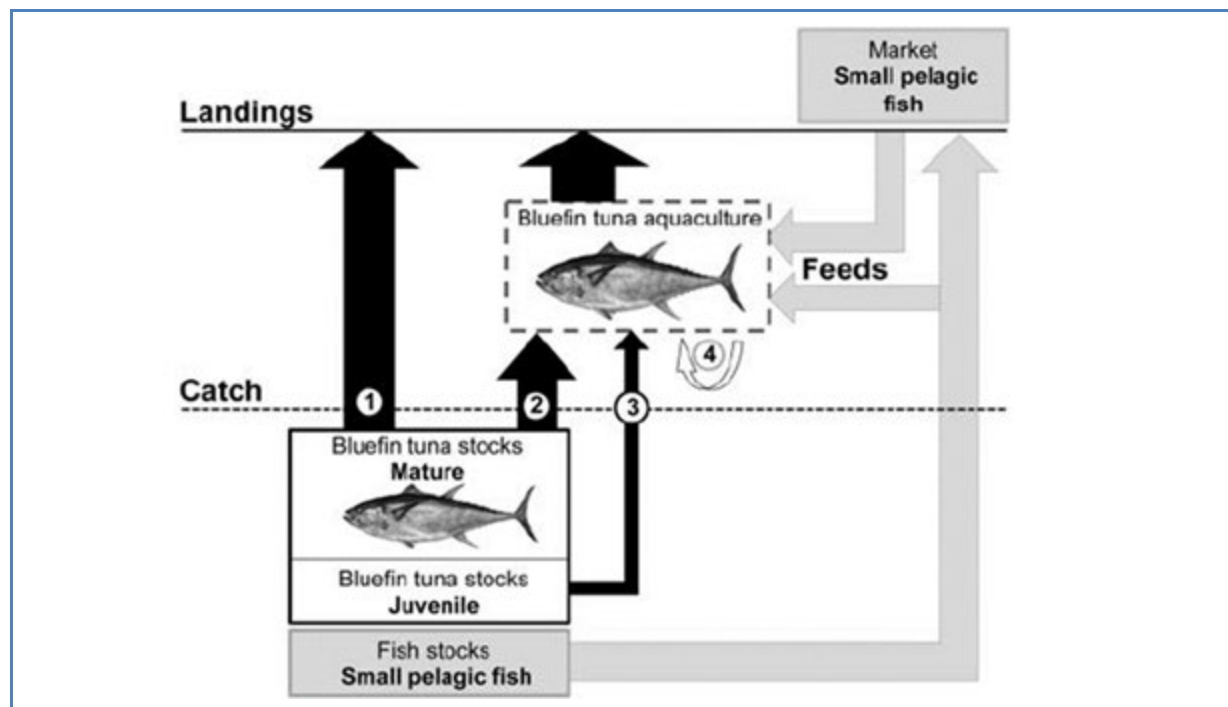 Market
Small pelagic
fish
Landings
Bluefin tuna aquaculture
Feeds
4
Catch
1
2
3
Bluefin tuna stocks
Mature
Bluefin tuna stocks
Juvenile
Fish stocks
Small pelagic fish